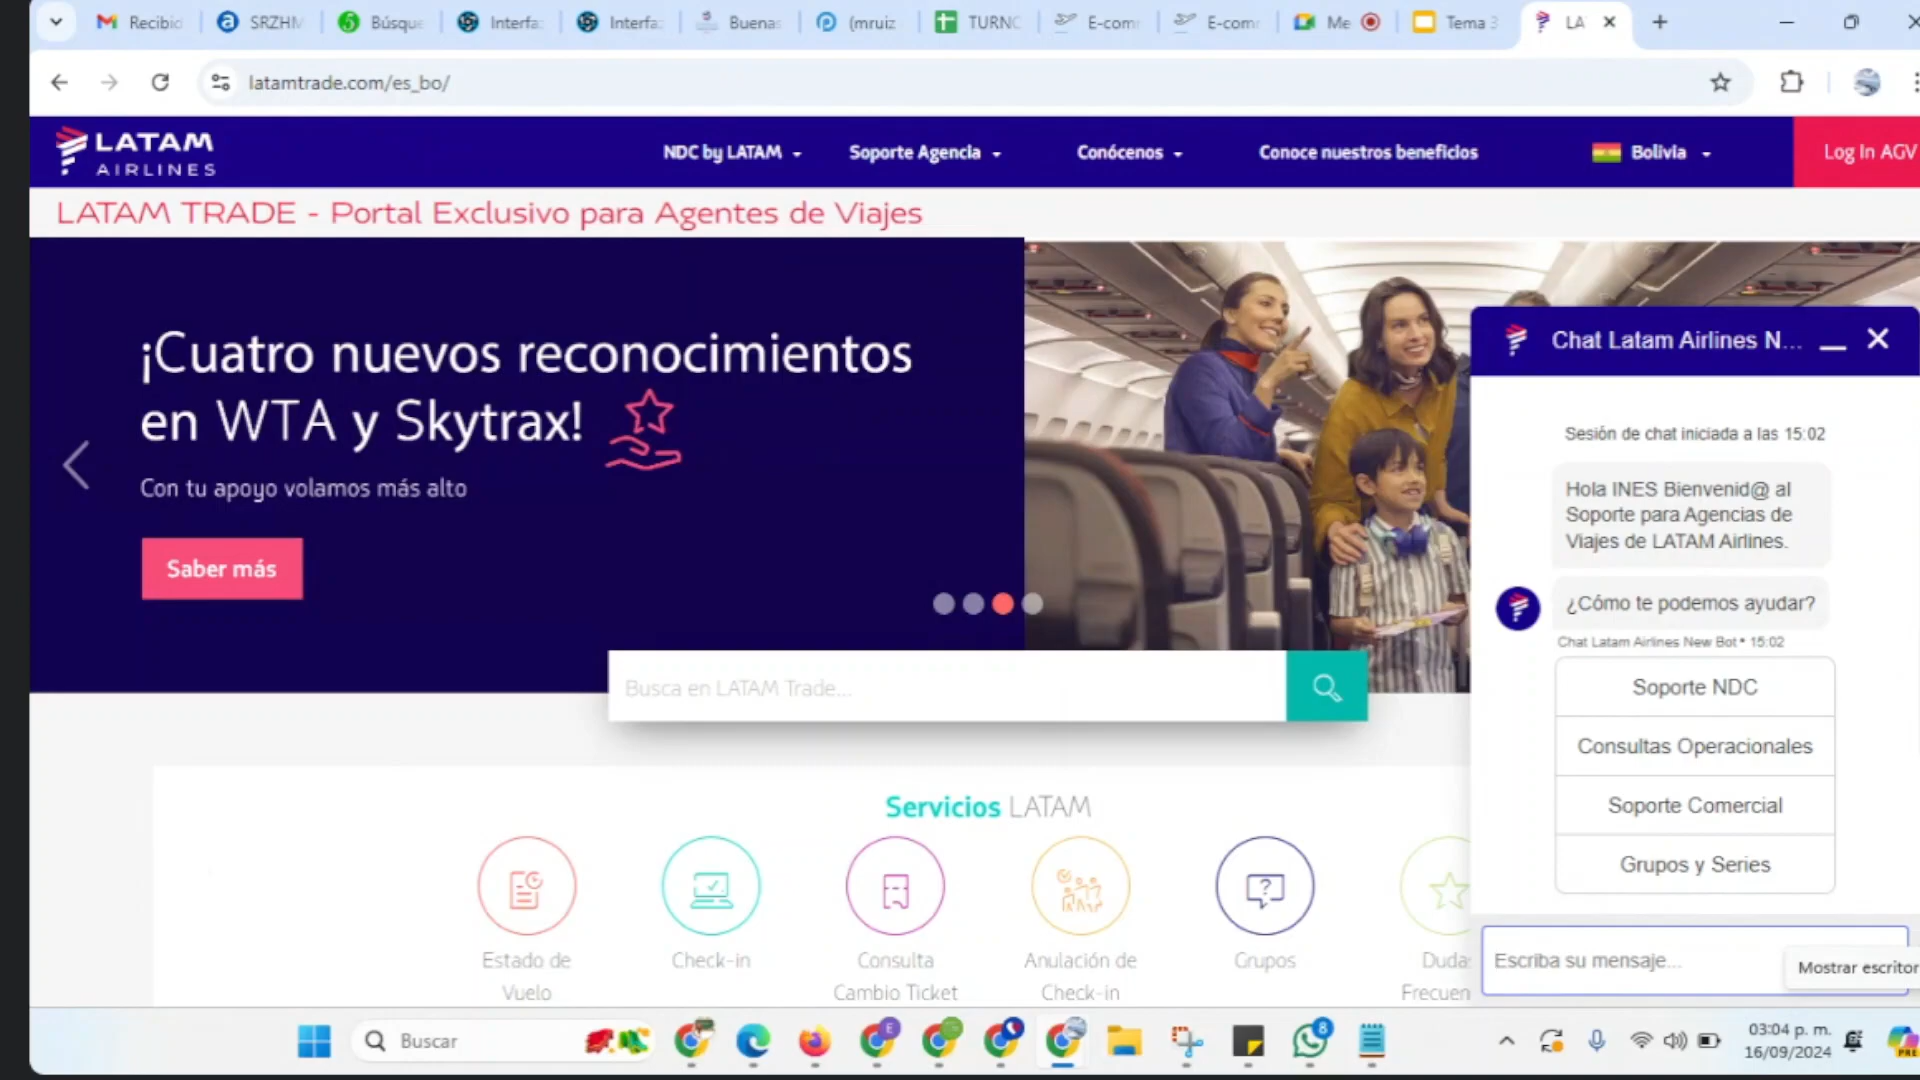 Recibid
SRZHM
Búsque
Interfa
Interfa
Buena
(mruiz
TURNO
E-com
E-com
Me
Tema 3
LA
latamtrade.com/es_bo/
LATAM
AIRLINES
NDC by LATAM
Soporte Agencia
Conócenos
Conoce nuestros beneficios
Bolivia
Log In AGV
LATAM TRADE - Portal Exclusivo para Agentes de Viajes
¡Cuatro nuevos reconocimientos
en WTA y Skytrax!
Con tu apoyo volamos más alto
Saber más
Busca en LATAM Trade...
Servicios LATAM
Estado de
Vuelo
Check-in
Consulta
Cambio Ticket
Anulación de
Check-in
Grupos
Duda
Frecuen
Chat Latam Airlines N...
Sesión de chat iniciada a las 15:02
Hola INES Bienvenid@ al
Soporte para Agencias de
Viajes de LATAM Airlines.
¿Cómo te podemos ayudar?
Chat Latam Airlines New Bot • 15:02
Soporte NDC
Consultas Operacionales
Soporte Comercial
Grupos y Series
Escriba su mensaje...
Mostrar escritor
Buscar
E
8
03:04 p. m.
16/09/2024
PRE